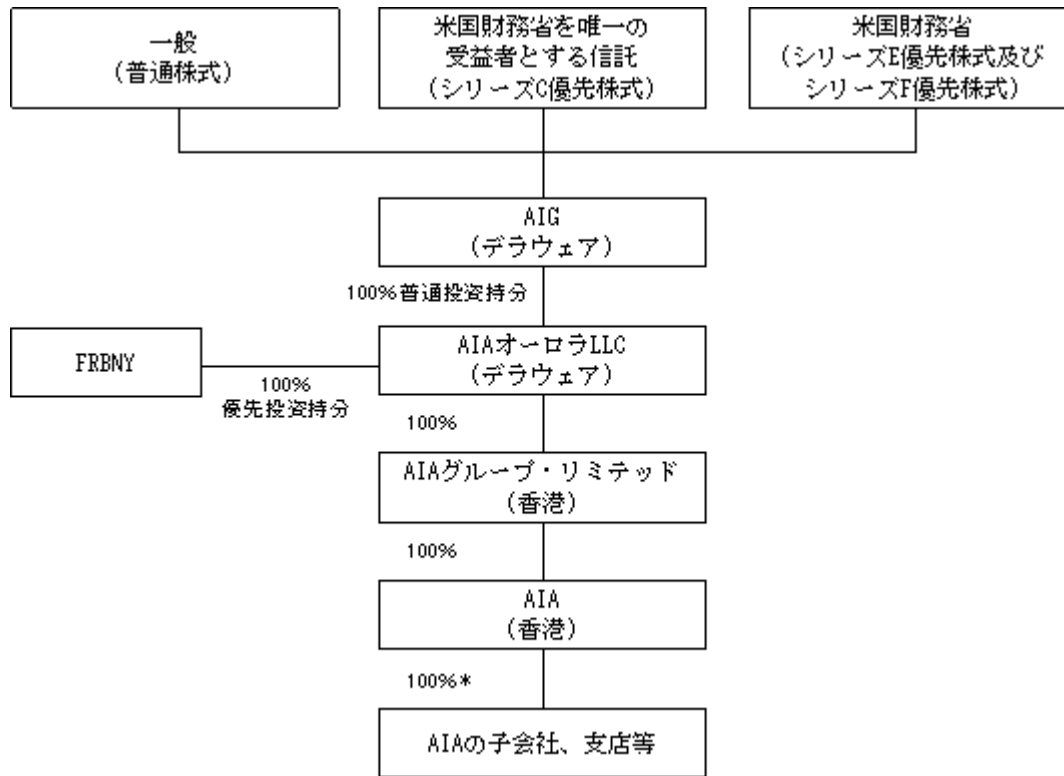 一般
(普通株式)
米国財務省を唯一の
受益者とする信託
(シリーズC優先株式)
米国財務省
(シリーズE優先株式及び
シリーズF優先株式)
AIG
(デラウェア)
100%普通投資持分
FRBNY
100%
優先投資持分
AIAオーロラLLC
(デラウェア)
100%
AIAグループ・リミテッド
(香港)
100%
AIA
(香港)
100%*
AIAの子会社、支店等